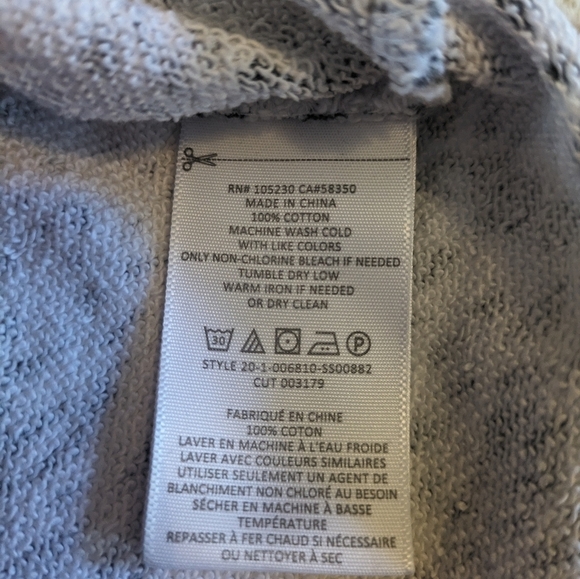 RN# 105230 CA#58350
MADE IN CHINA
100% COTTON
MACHINE WASH COLD
WITH LIKE COLORS
ONLY NON-CHLORINE BLEACH IF NEEDED
TUMBLE DRY LOW
WARM IRON IF NEEDED
OR DRY CLEAN
30 P
STYLE 20-1-006810-SS00882
CUT 003179
FABRIQUÉ EN CHINE
100% COTON
LAVER EN MACHINE À L'EAU FROIDE
LAVER AVEC COULEURS SIMILAIRES
UTILISER SEULEMENT UN AGENT DE
BLANCHIMENT NON CHLORÉ AU BESOIN
SÉCHER EN MACHINE À BASSE
TEMPÉRATURE
REPASSER À FER CHAUD SI NÉCESSAIRE
OU NETTOYER À SEC